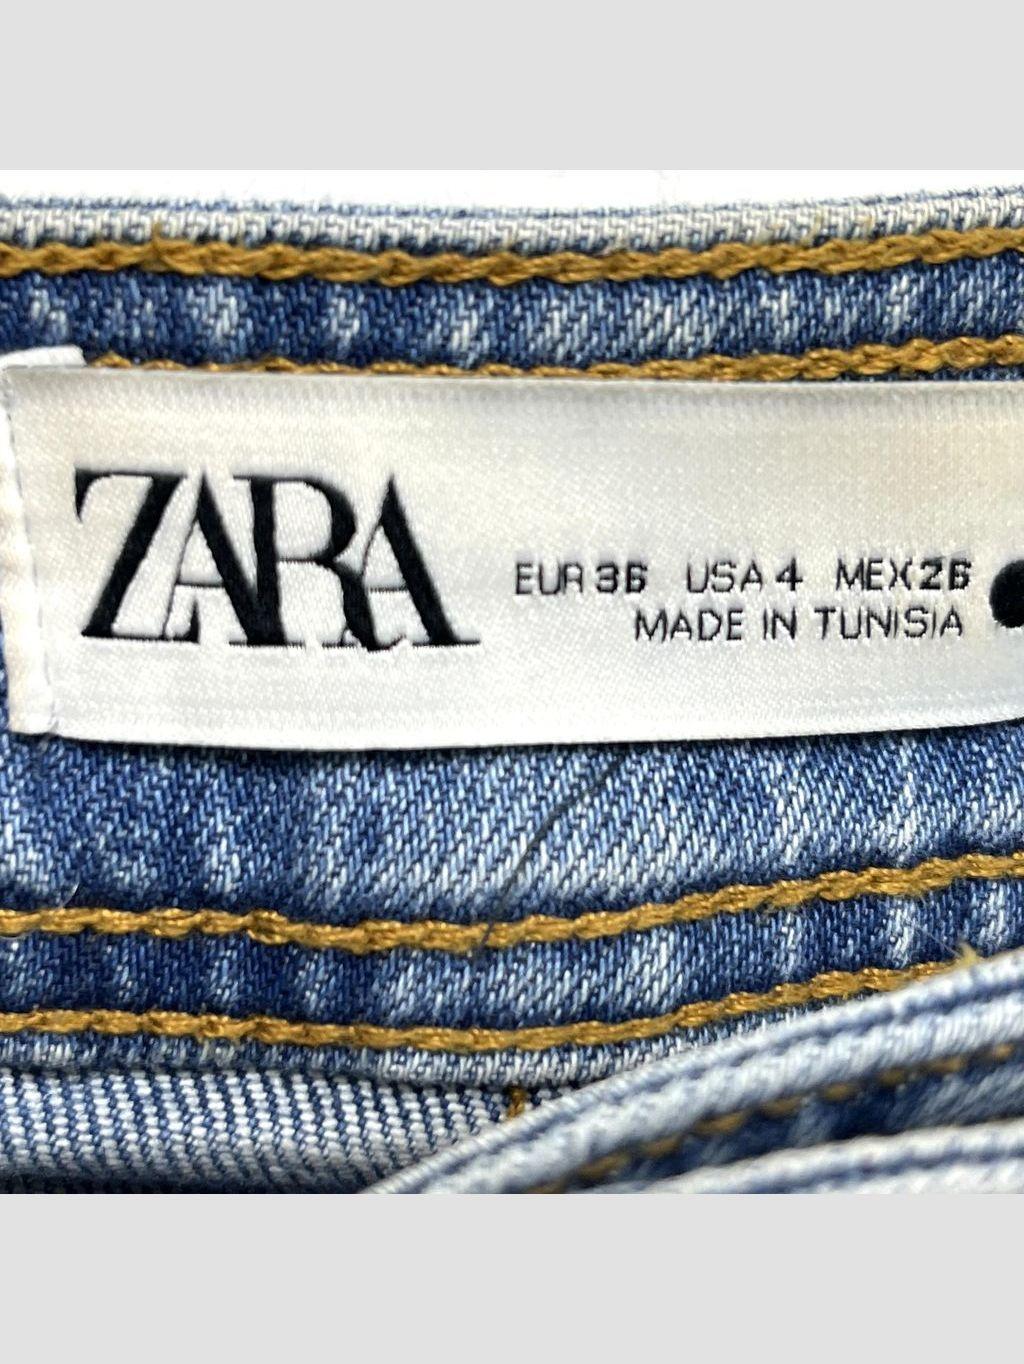 ZARA
EUR 36 USA 4 MEX 26
MADE IN TUNISIA